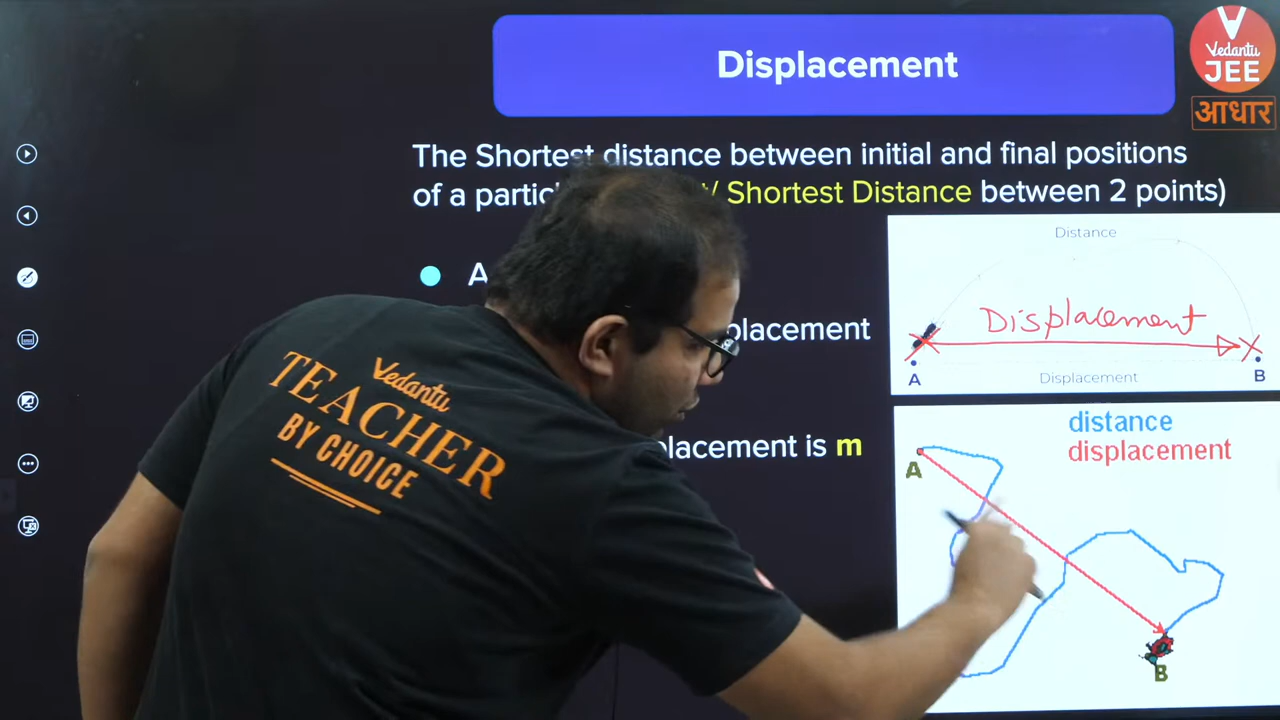 Displacement
Vedantu
JEE
आधार
The Shortest distance between initial and final positions
of a partic / Shortest Distance between 2 points)
Distance
Displacement
A
placement
A
B
Displacement
distance
displacement
placement is m
A
B
Vedantu
TEACHER
BY CHOICE